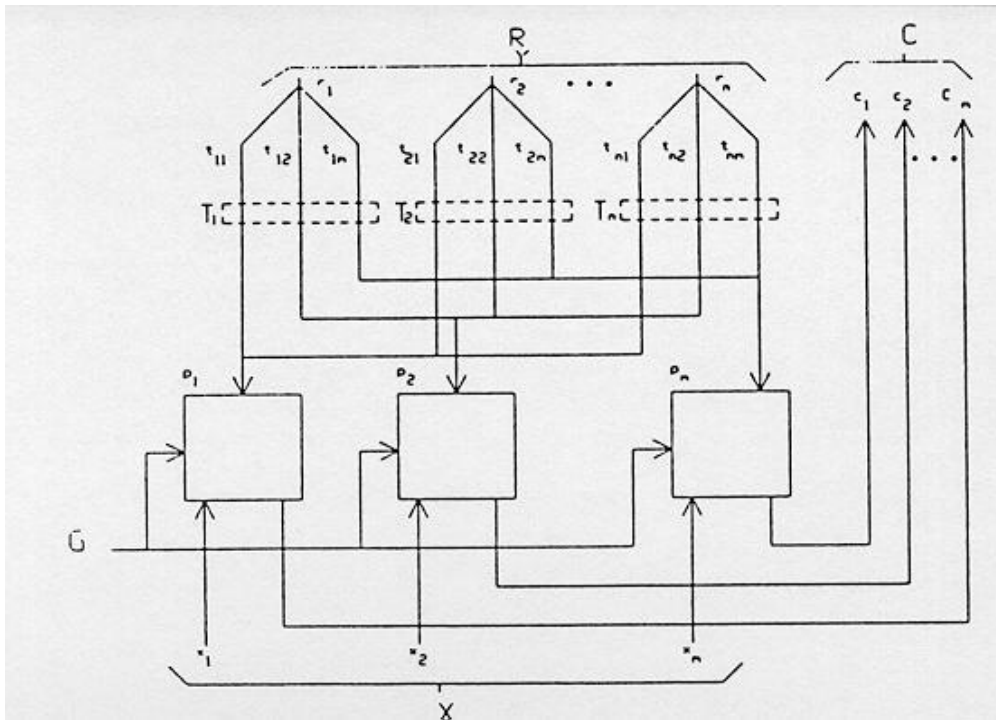 R C
r1 r2 . . . rn
c1 c2 Cn
t11 t12 t1n t21 t22 t2n tn1 tn2 tnn
. . .
T1 T2 Tn
P1 P2 Pn
G
x1 x2 xn
X